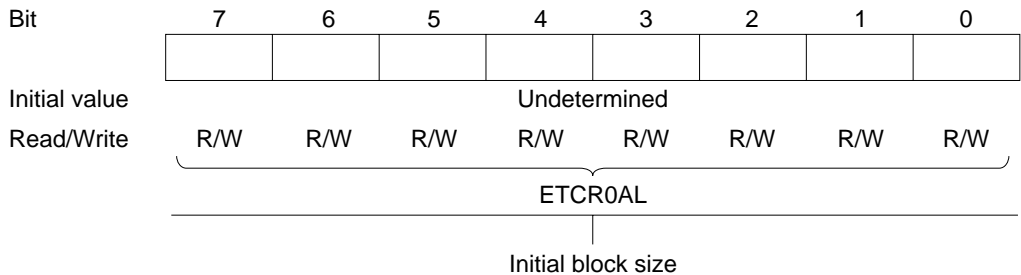 Bit 7 6 5 4 3 2 1 0
Initial value Undetermined
Read/Write R/W R/W R/W R/W R/W R/W R/W R/W
ETCR0AL
Initial block size